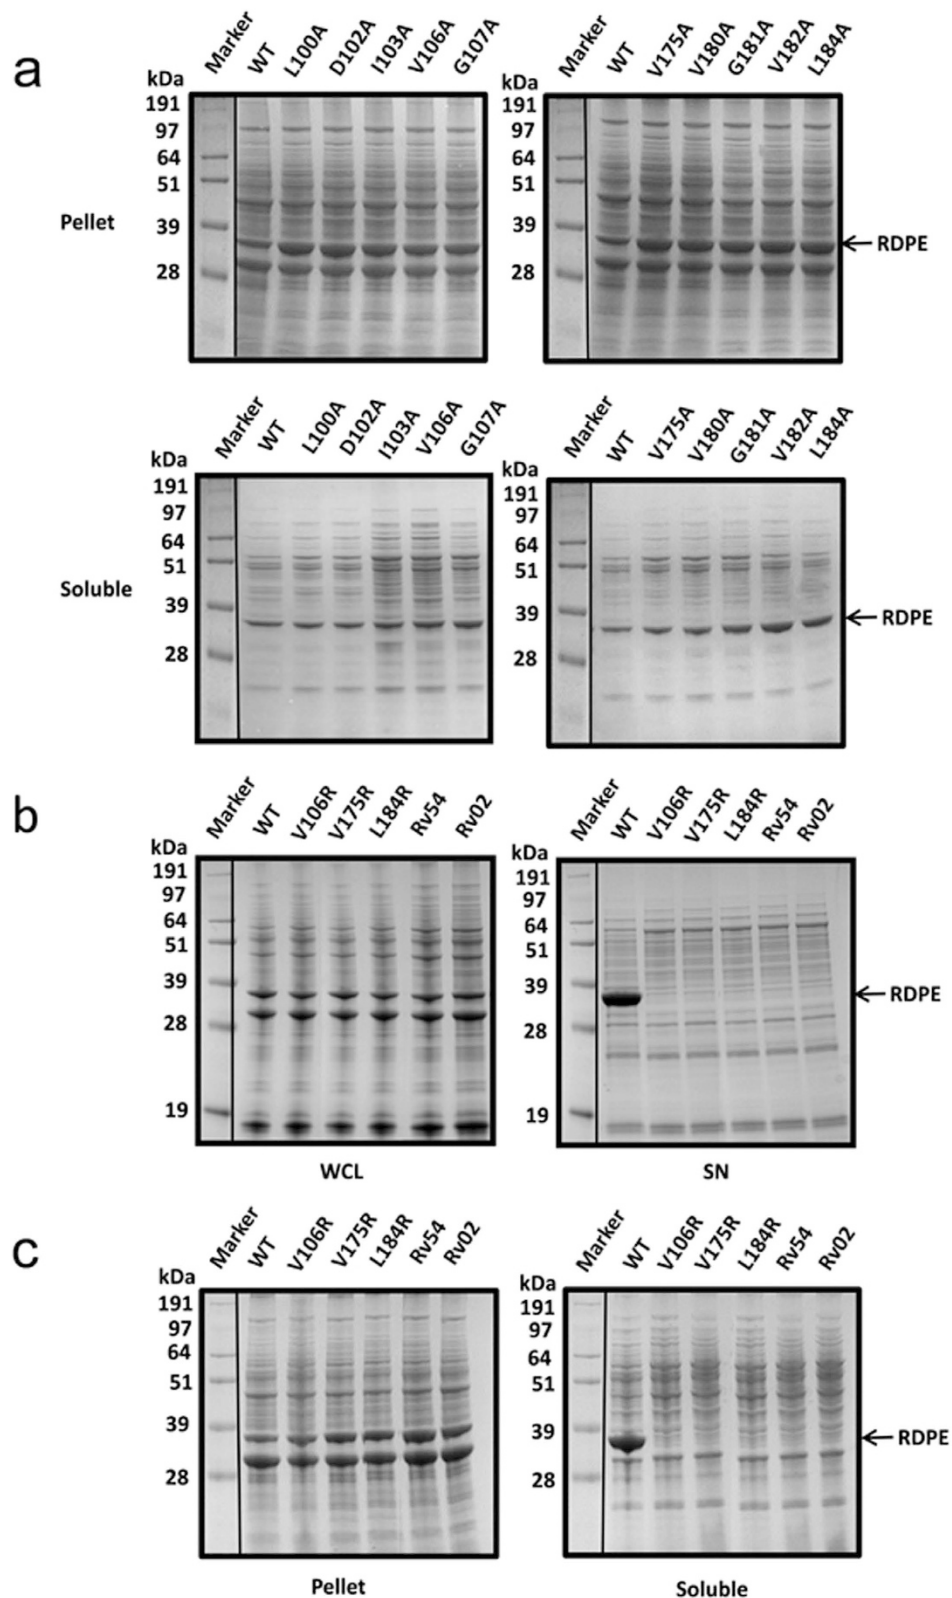 a
Marker WT L100A D102A I103A V106A G107A
kDa
191
97
64
51
39
28
Pellet
Marker WT V175A V180A G181A V182A L184A
kDa
191
97
64
51
39
28
RDPE
Marker WT L100A D102A I103A V106A G107A
kDa
191
97
64
51
39
28
Soluble
Marker WT V175A V180A G181A V182A L184A
kDa
191
97
64
51
39
28
RDPE
b
Marker WT V106R V175R L184R Rv54 Rv02
kDa
191
97
64
51
39
28
19
WCL
Marker WT V106R V175R L184R Rv54 Rv02
kDa
191
97
64
51
39
28
19
RDPE
SN
c
Marker WT V106R V175R L184R Rv54 Rv02
kDa
191
97
64
51
39
28
Pellet
Marker WT V106R V175R L184R Rv54 Rv02
kDa
191
97
64
51
39
28
RDPE
Soluble